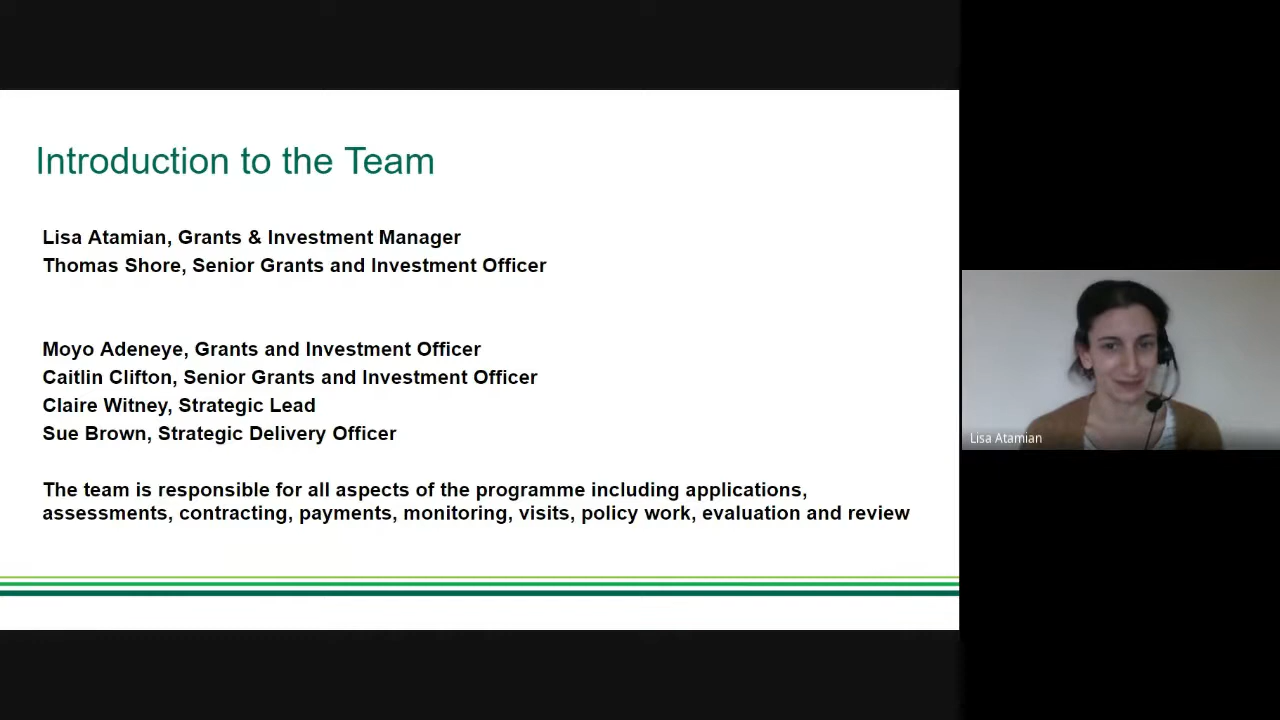 Introduction to the Team
Lisa Atamian, Grants & Investment Manager
Thomas Shore, Senior Grants and Investment Officer
Moyo Adeneye, Grants and Investment Officer
Caitlin Clifton, Senior Grants and Investment Officer
Claire Witney, Strategic Lead
Sue Brown, Strategic Delivery Officer
The team is responsible for all aspects of the programme including applications,
assessments, contracting, payments, monitoring, visits, policy work, evaluation and review
Lisa Atamian